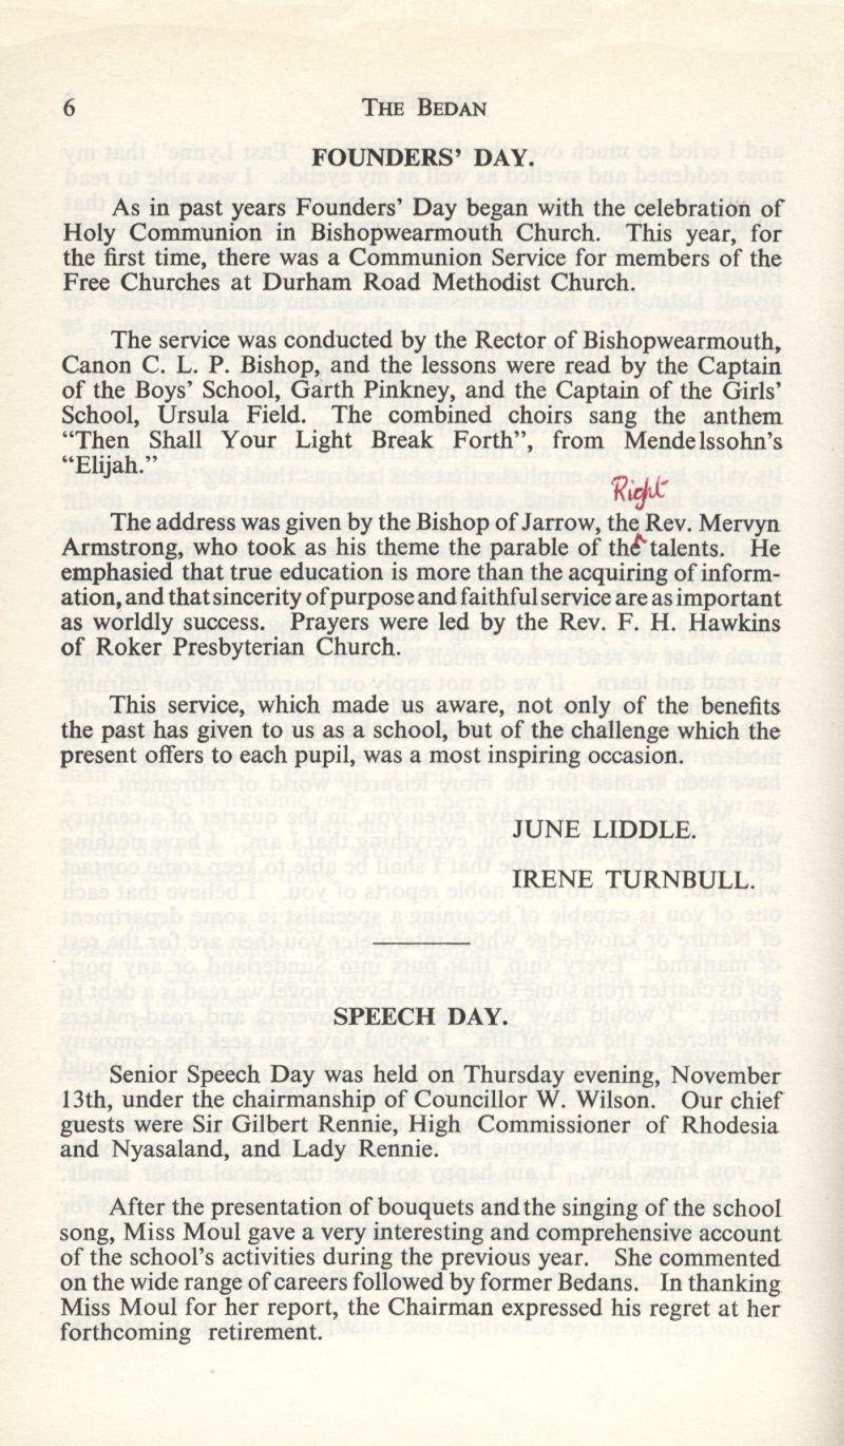 6
THE BEDAN
FOUNDERS' DAY.
As in past years Founders' Day began with the celebration of
Holy Communion in Bishopwearmouth Church. This year, for
the first time, there was a Communion Service for members of the
Free Churches at Durham Road Methodist Church.
The service was conducted by the Rector of Bishopwearmouth,
Canon C. L. P. Bishop, and the lessons were read by the Captain
of the Boys' School, Garth Pinkney, and the Captain of the Girls'
School, Ursula Field. The combined choirs sang the anthem
"Then Shall Your Light Break Forth", from Mendelssohn's
"Elijah."
Right
The address was given by the Bishop of Jarrow, the Rev. Mervyn
Armstrong, who took as his theme the parable of the talents. He
emphasied that true education is more than the acquiring of inform-
ation, and that sincerity of purpose and faithful service are as important
as worldly success. Prayers were led by the Rev. F. H. Hawkins
of Roker Presbyterian Church.
This service, which made us aware, not only of the benefits
the past has given to us as a school, but of the challenge which the
present offers to each pupil, was a most inspiring occasion.
JUNE LIDDLE.
IRENE TURNBULL.
SPEECH DAY.
Senior Speech Day was held on Thursday evening, November
13th, under the chairmanship of Councillor W. Wilson. Our chief
guests were Sir Gilbert Rennie, High Commissioner of Rhodesia
and Nyasaland, and Lady Rennie.
After the presentation of bouquets and the singing of the school
song, Miss Moul gave a very interesting and comprehensive account
of the school's activities during the previous year. She commented
on the wide range of careers followed by former Bedans. In thanking
Miss Moul for her report, the Chairman expressed his regret at her
forthcoming retirement.